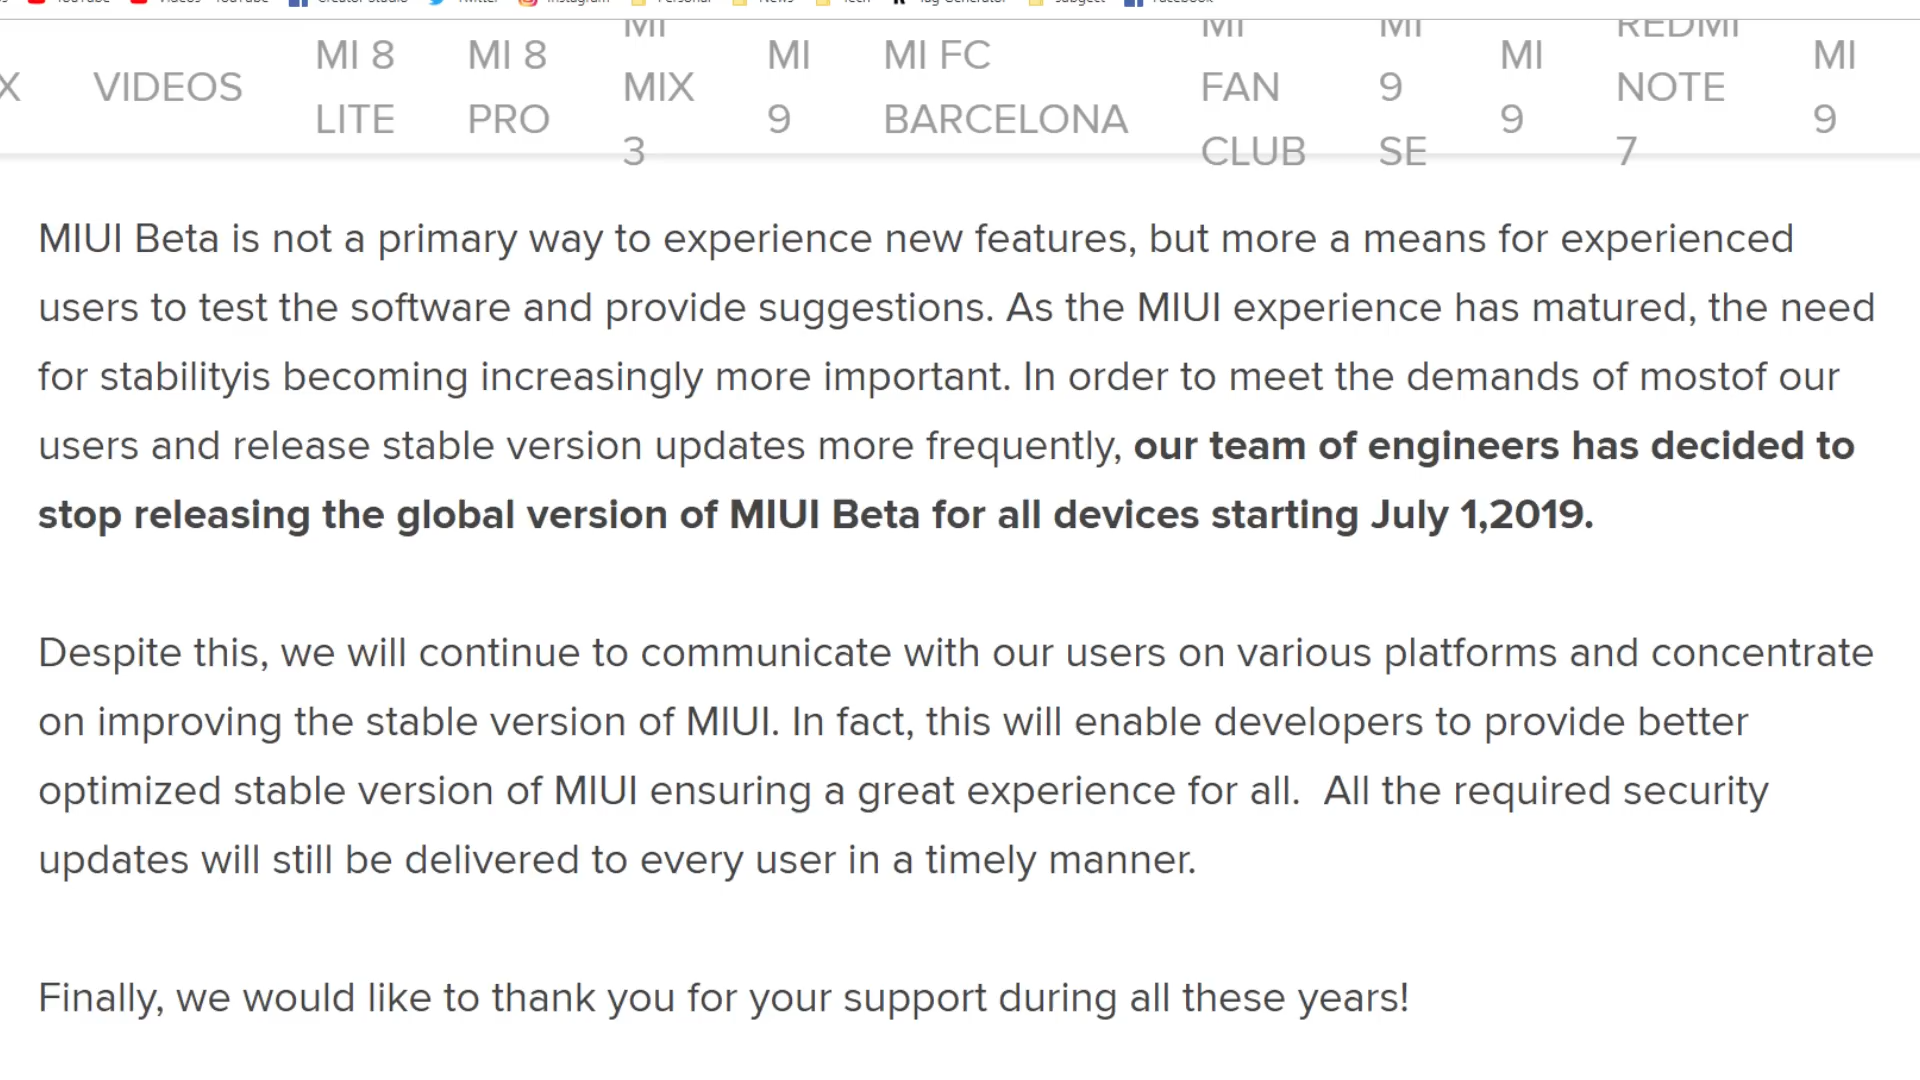 X VIDEOS MI 8 LITE MI 8 PRO MI MIX 3 MI 9 MI FC BARCELONA MI FAN CLUB MI 9 SE MI 9 REDMI NOTE 7 MI 9
MIUI Beta is not a primary way to experience new features, but more a means for experienced
users to test the software and provide suggestions. As the MIUI experience has matured, the need
for stabilityis becoming increasingly more important. In order to meet the demands of mostof our
users and release stable version updates more frequently, our team of engineers has decided to
stop releasing the global version of MIUI Beta for all devices starting July 1,2019.
Despite this, we will continue to communicate with our users on various platforms and concentrate
on improving the stable version of MIUI. In fact, this will enable developers to provide better
optimized stable version of MIUI ensuring a great experience for all.  All the required security
updates will still be delivered to every user in a timely manner.
Finally, we would like to thank you for your support during all these years!